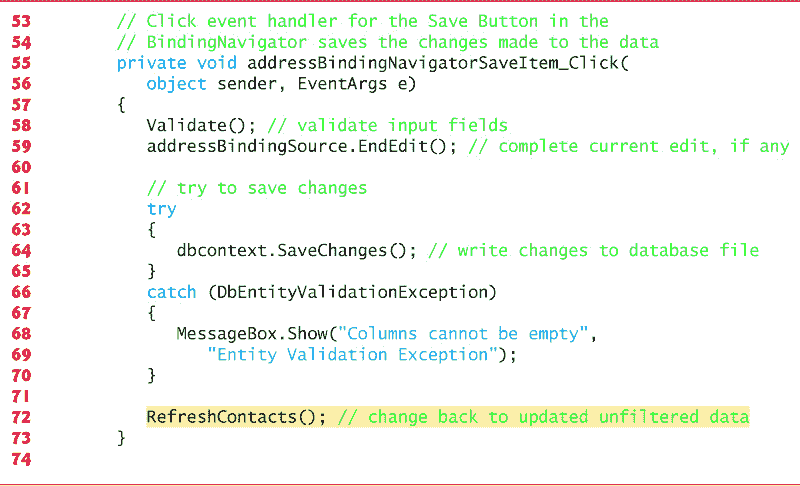 53 // Click event handler for the Save Button in the
54 // BindingNavigator saves the changes made to the data
55 private void addressBindingNavigatorSaveItem_Click(
56 object sender, EventArgs e)
57 {
58 Validate(); // validate input fields
59 addressBindingSource.EndEdit(); // complete current edit, if any
60
61 // try to save changes
62 try
63 {
64 dbcontext.SaveChanges(); // write changes to database file
65 }
66 catch (DbEntityValidationException)
67 {
68 MessageBox.Show("Columns cannot be empty",
69 "Entity Validation Exception");
70 }
71
72 RefreshContacts(); // change back to updated unfiltered data
73 }
74